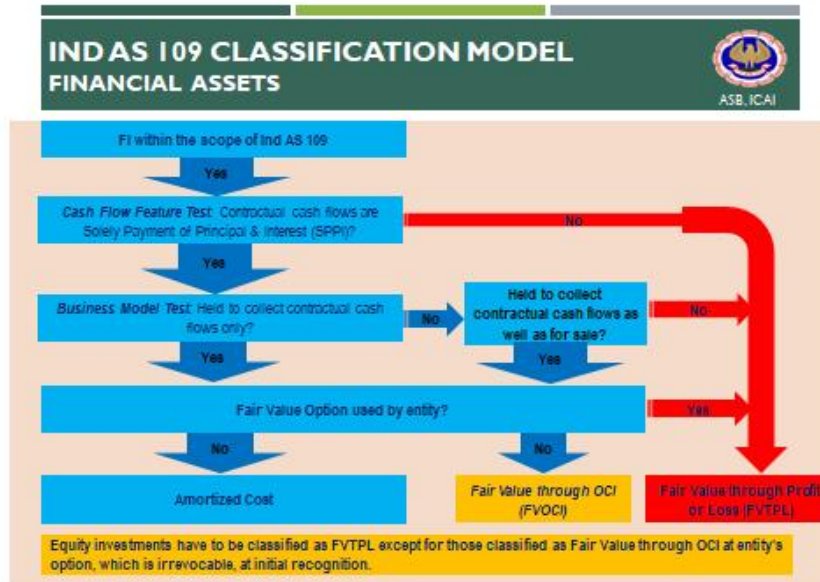 IND AS 109 CLASSIFICATION MODEL
FINANCIAL ASSETS
ASB, ICAI
FI within the scope of Ind AS 109
Yes
Cash Flow Feature Test: Contractual cash flows are
Solely Payment of Principal & Interest (SPPI)?
No
Yes
Business Model Test: Held to collect contractual cash
flows only?
No
Held to collect
contractual cash flows as
well as for sale?
No
Yes
Yes
Fair Value Option used by entity?
Yes
No
No
Amortized Cost
Fair Value through OCI
(FVOCI)
Fair Value through Profit
or Loss (FVTPL)
Equity investments have to be classified as FVTPL except for those classified as Fair Value through OCI at entity's
option, which is irrevocable, at initial recognition.